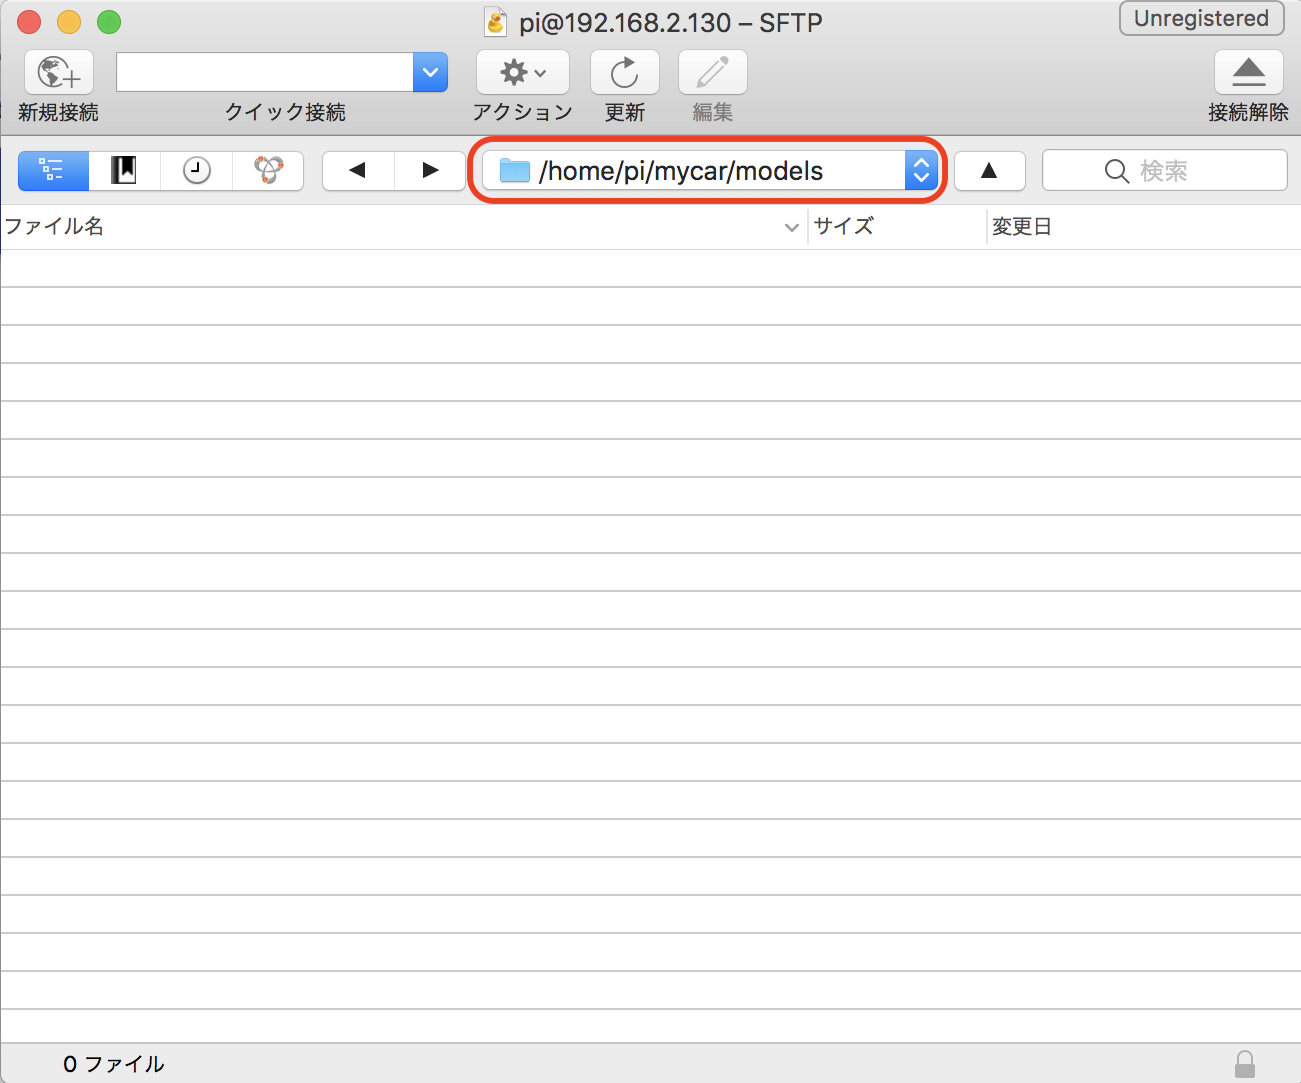 pi@192.168.2.130 – SFTP
Unregistered
新規接続
クイック接続
アクション
更新
編集
接続解除
/home/pi/mycar/models
検索
ファイル名
サイズ
変更日
0 ファイル